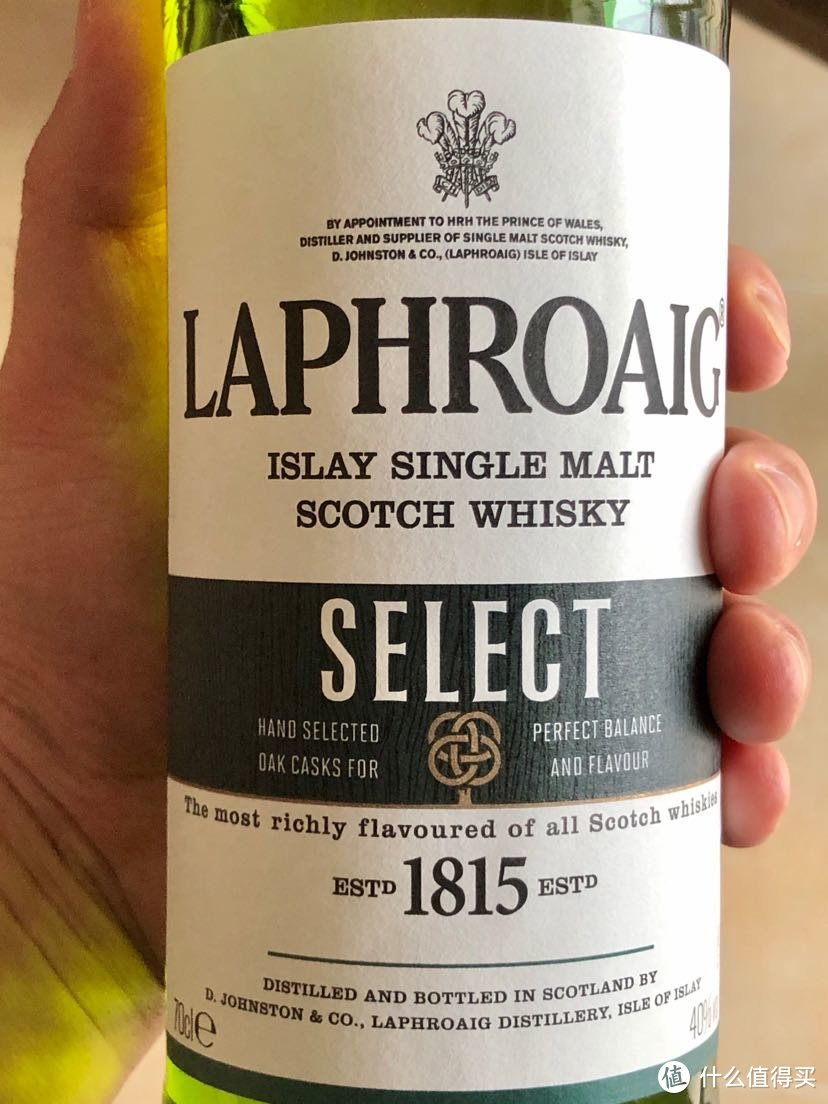 BY APPOINTMENT TO HRH THE PRINCE OF WALES,
DISTILLER AND SUPPLIER OF SINGLE MALT SCOTCH WHISKY,
D. JOHNSTON & CO., (LAPHROAIG) ISLE OF ISLAY
LAPHROAIG®
ISLAY SINGLE MALT
SCOTCH WHISKY
SELECT
HAND SELECTED
OAK CASKS FOR
PERFECT BALANCE
AND FLAVOUR
The most richly flavoured of all Scotch whiskies
ESTD 1815 ESTD
DISTILLED AND BOTTLED IN SCOTLAND BY
D. JOHNSTON & CO., LAPHROAIG DISTILLERY, ISLE OF ISLAY
70cl e
40%
值 什么值得买